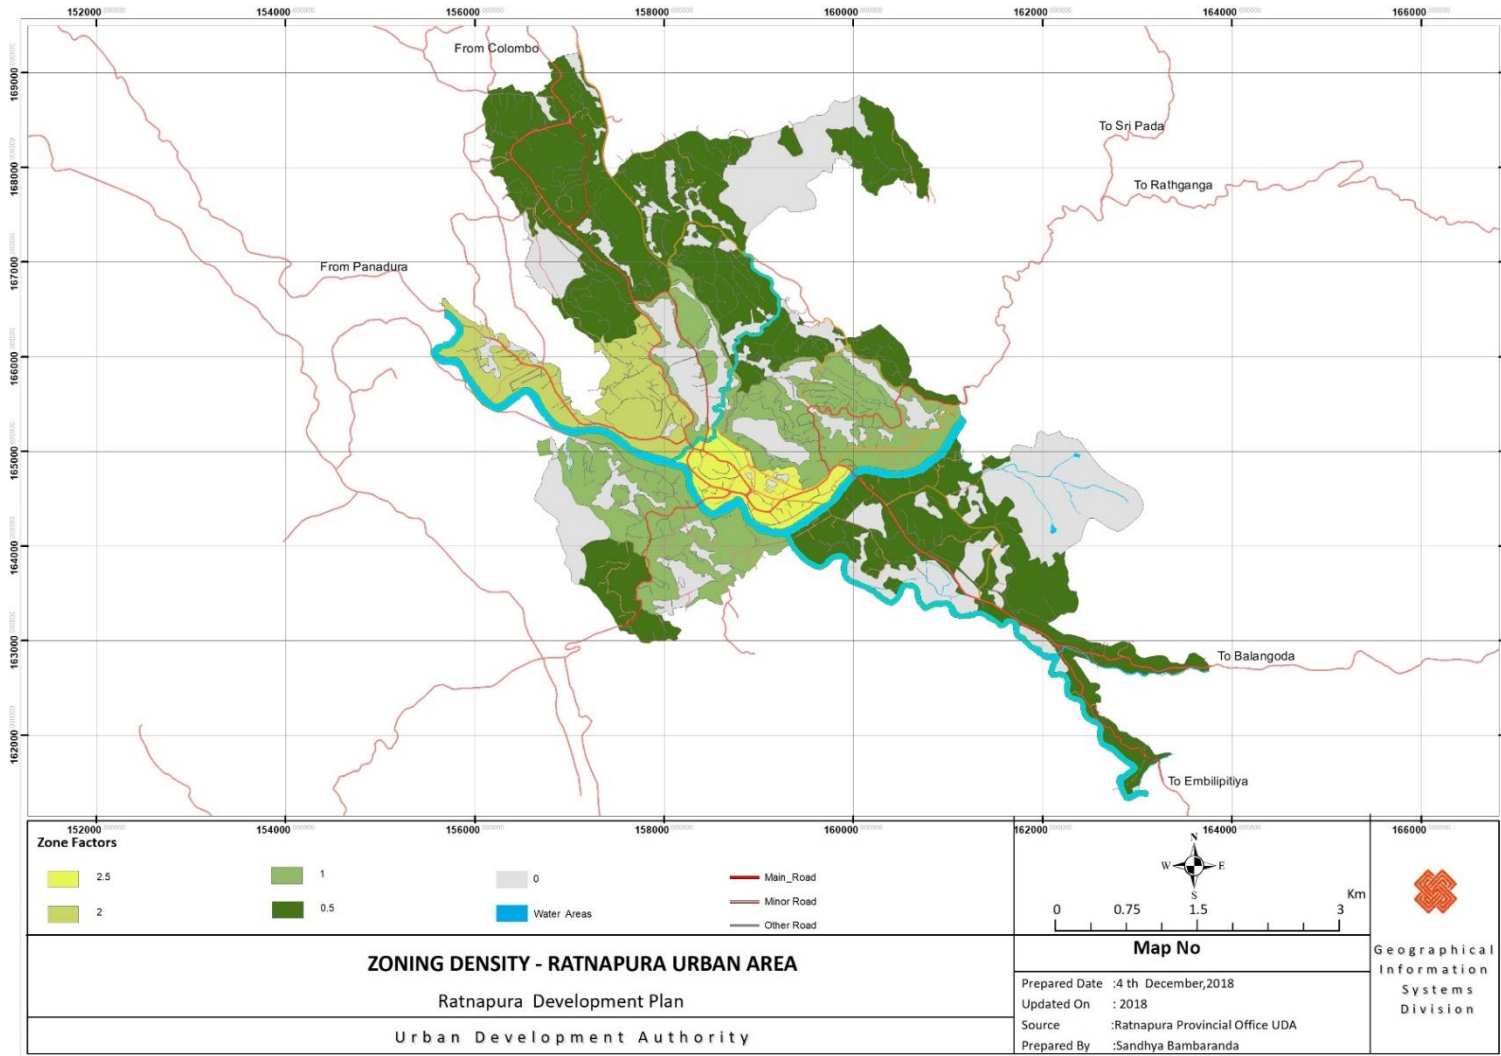 152000 154000 156000 158000 160000 162000 164000 166000
From Colombo
169000
To Sri Pada
168000
To Rathganga
167000
From Panadura
166000
165000
164000
163000
To Balangoda
162000
To Embilipitiya
152000 154000 156000 158000 160000 162000 164000 166000
Zone Factors
2.5
2
1
0.5
0
Water Areas
Main_Road
Minor Road
Other Road
N
W E
S
Km
0 0.75 1.5 3
ZONING DENSITY - RATNAPURA URBAN AREA
Ratnapura Development Plan
Urban Development Authority
Map No
Prepared Date :4 th December,2018
Updated On : 2018
Source :Ratnapura Provincial Office UDA
Prepared By :Sandhya Bambaranda
Geographical
Information
Systems
Division